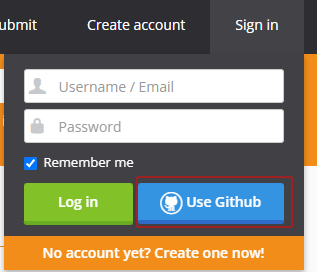 ubmit Create account Sign in
Username / Email
Password
Remember me
Log in Use Github
No account yet? Create one now!